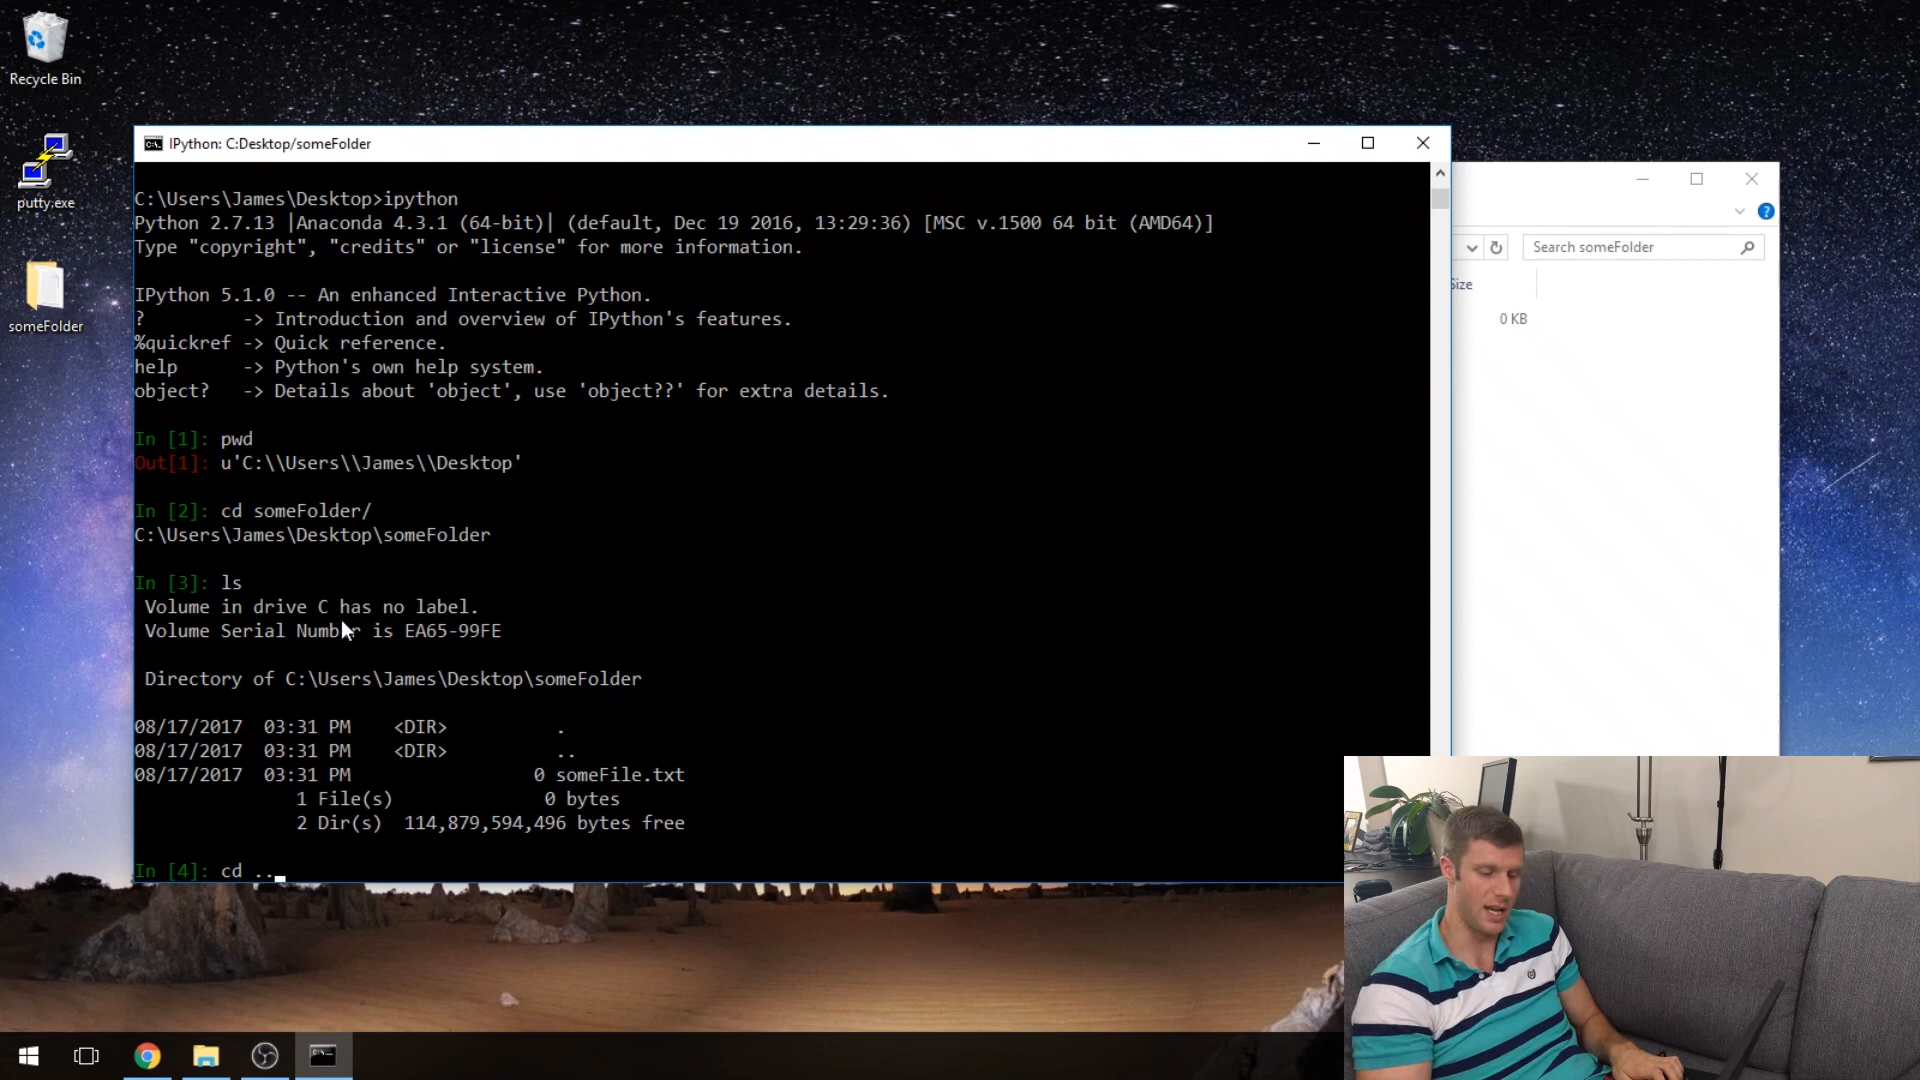 Recycle Bin
putty.exe
someFolder
IPython: C:Desktop/someFolder
C:\Users\James\Desktop>ipython
Python 2.7.13 |Anaconda 4.3.1 (64-bit)| (default, Dec 19 2016, 13:29:36) [MSC v.1500 64 bit (AMD64)]
Type "copyright", "credits" or "license" for more information.
IPython 5.1.0 -- An enhanced Interactive Python.
?         -> Introduction and overview of IPython's features.
%quickref -> Quick reference.
help      -> Python's own help system.
object?   -> Details about 'object', use 'object??' for extra details.
In [1]: pwd
Out[1]: u'C:\\Users\\James\\Desktop'
In [2]: cd someFolder/
C:\Users\James\Desktop\someFolder
In [3]: ls
Volume in drive C has no label.
Volume Serial Number is EA65-99FE
Directory of C:\Users\James\Desktop\someFolder
08/17/2017  03:31 PM    <DIR>          .
08/17/2017  03:31 PM    <DIR>          ..
08/17/2017  03:31 PM                 0 someFile.txt
1 File(s)              0 bytes
2 Dir(s)  114,879,594,496 bytes free
In [4]: cd ..
Search someFolder
Size
0 KB